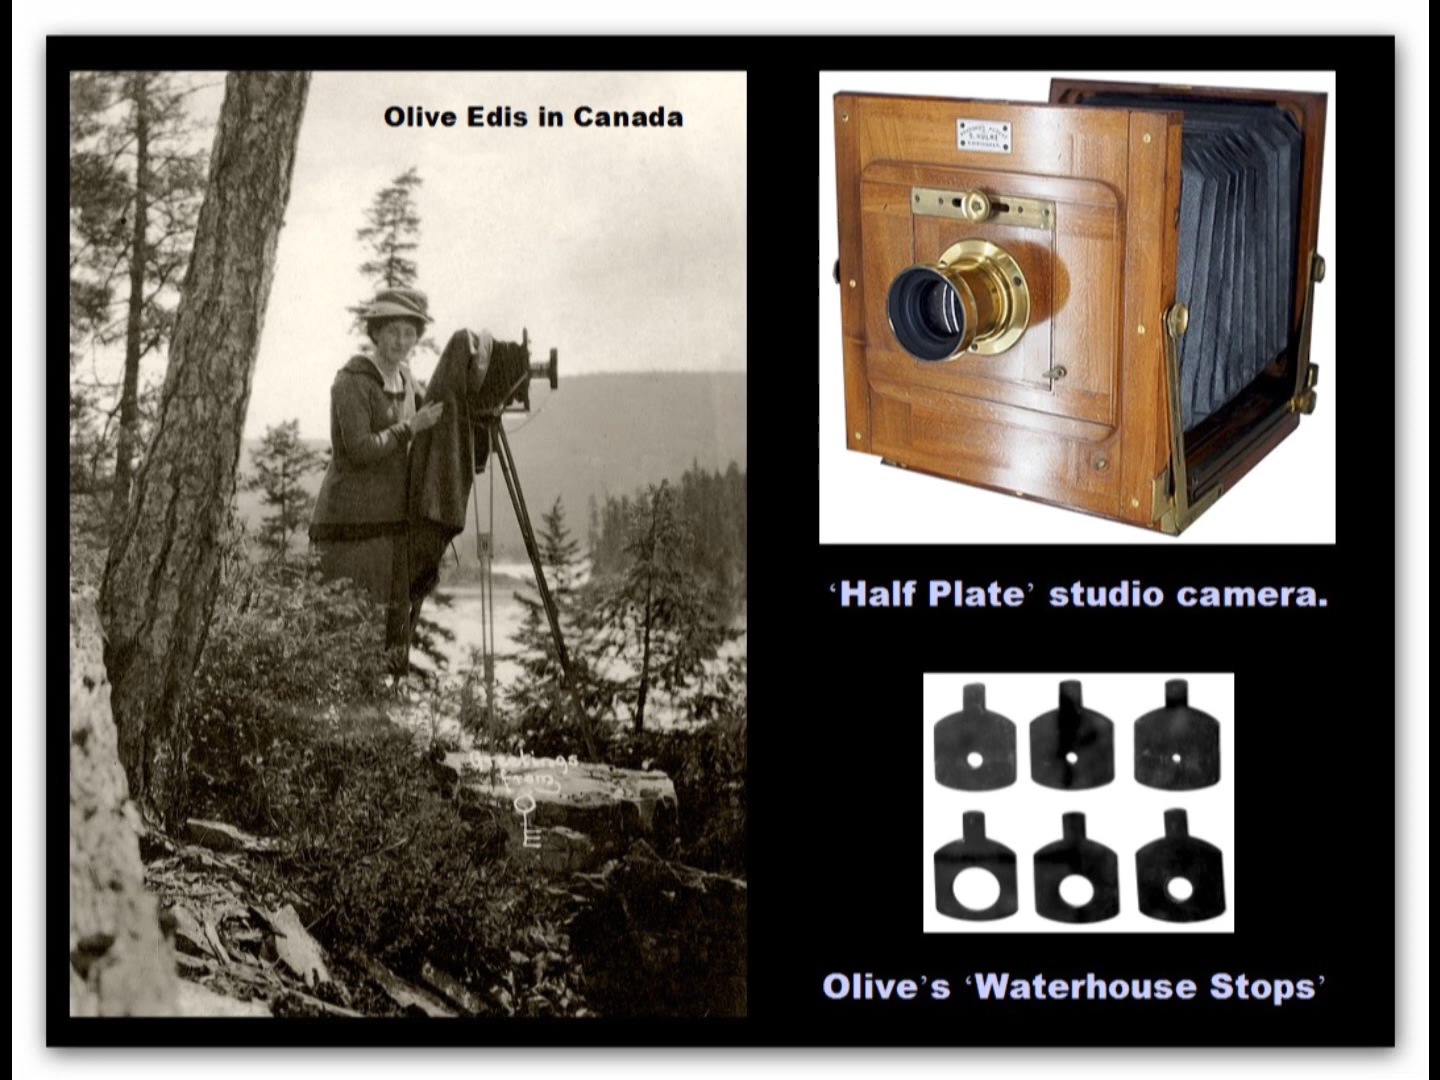 Olive Edis in Canada
Greetings
from
‘Half Plate’ studio camera.
Olive’s ‘Waterhouse Stops’